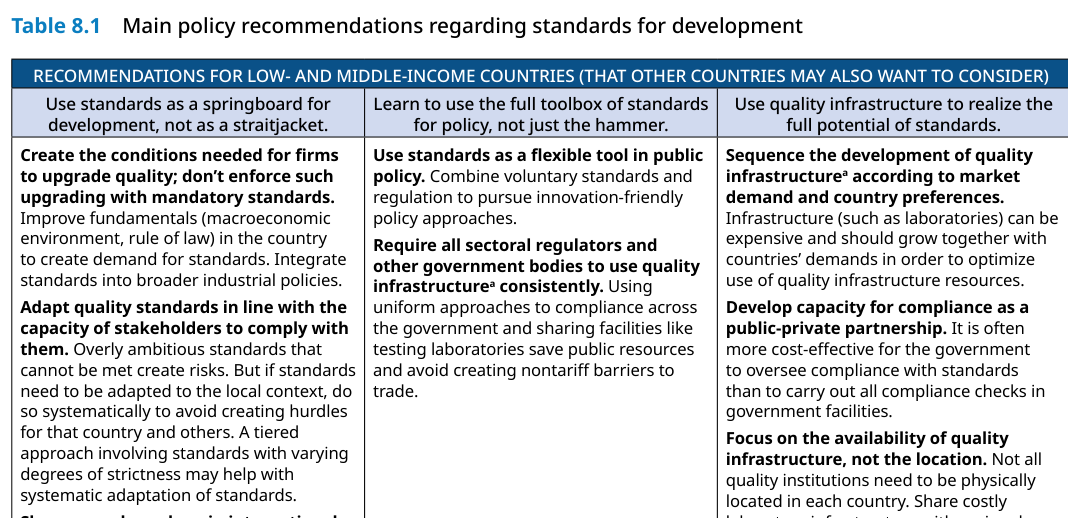 Table 8.1 Main policy recommendations regarding standards for development
RECOMMENDATIONS FOR LOW- AND MIDDLE-INCOME COUNTRIES (THAT OTHER COUNTRIES MAY ALSO WANT TO CONSIDER)
Use standards as a springboard for
development, not as a straitjacket.
Create the conditions needed for firms
to upgrade quality; don’t enforce such
upgrading with mandatory standards.
Improve fundamentals (macroeconomic
environment, rule of law) in the country
to create demand for standards. Integrate
standards into broader industrial policies.
Adapt quality standards in line with the
capacity of stakeholders to comply with
them. Overly ambitious standards that
cannot be met create risks. But if standards
need to be adapted to the local context, do
so systematically to avoid creating hurdles
for that country and others. A tiered
approach involving standards with varying
degrees of strictness may help with
systematic adaptation of standards.
Learn to use the full toolbox of standards
for policy, not just the hammer.
Use standards as a flexible tool in public
policy. Combine voluntary standards and
regulation to pursue innovation-friendly
policy approaches.
Require all sectoral regulators and
other government bodies to use quality
infrastructureᵃ consistently. Using
uniform approaches to compliance across
the government and sharing facilities like
testing laboratories save public resources
and avoid creating nontariff barriers to
trade.
Use quality infrastructure to realize the
full potential of standards.
Sequence the development of quality
infrastructureᵃ according to market
demand and country preferences.
Infrastructure (such as laboratories) can be
expensive and should grow together with
countries’ demands in order to optimize
use of quality infrastructure resources.
Develop capacity for compliance as a
public-private partnership. It is often
more cost-effective for the government
to oversee compliance with standards
than to carry out all compliance checks in
government facilities.
Focus on the availability of quality
infrastructure, not the location. Not all
quality institutions need to be physically
located in each country. Share costly